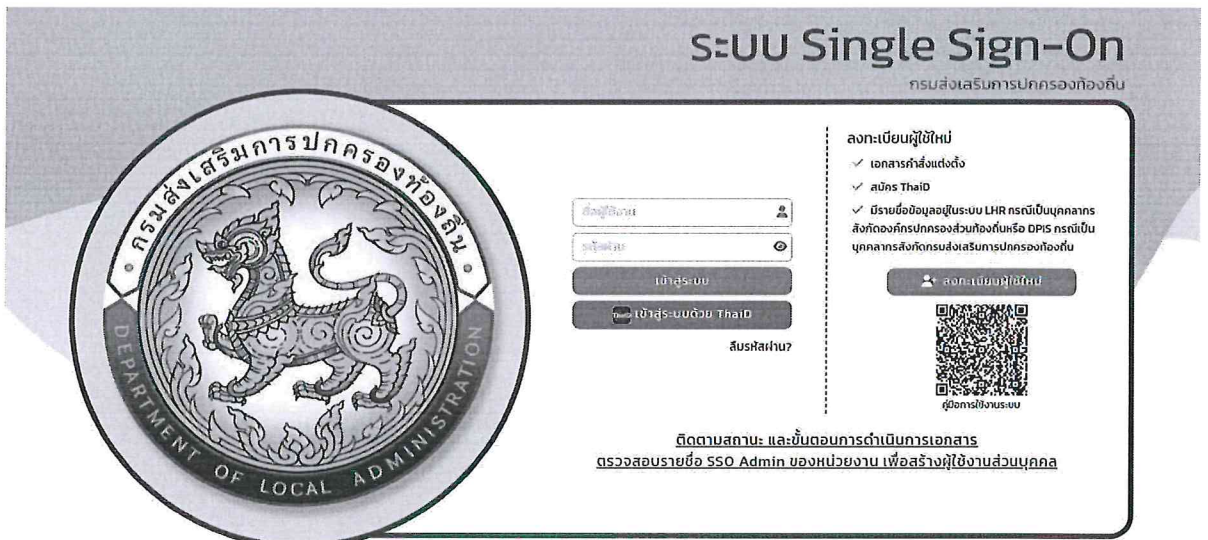 ระบบ Single Sign-On
กรมส่งเสริมการปกครองท้องถิ่น
กรมส่งเสริมการปกครองท้องถิ่น
DEPARTMENT OF LOCAL ADMINISTRATION
ชื่อผู้ใช้งาน
รหัสผ่าน
เข้าสู่ระบบ
ThaID เข้าสู่ระบบด้วย ThaID
ลืมรหัสผ่าน?
ลงทะเบียนผู้ใช้ใหม่
✓ เอกสารคำสั่งแต่งตั้ง
✓ สมัคร ThaiD
✓ มีรายชื่อข้อมูลอยู่ในระบบ LHR กรณีเป็นบุคคลากร
สังกัดองค์กรปกครองส่วนท้องถิ่นหรือ DPIS กรณีเป็น
บุคคลากรสังกัดกรมส่งเสริมการปกครองท้องถิ่น
ลงทะเบียนผู้ใช้ใหม่
คู่มือการใช้งานระบบ
ติดตามสถานะ และขั้นตอนการดำเนินการเอกสาร
ตรวจสอบรายชื่อ SSO Admin ของหน่วยงาน เพื่อสร้างผู้ใช้งานส่วนบุคคล